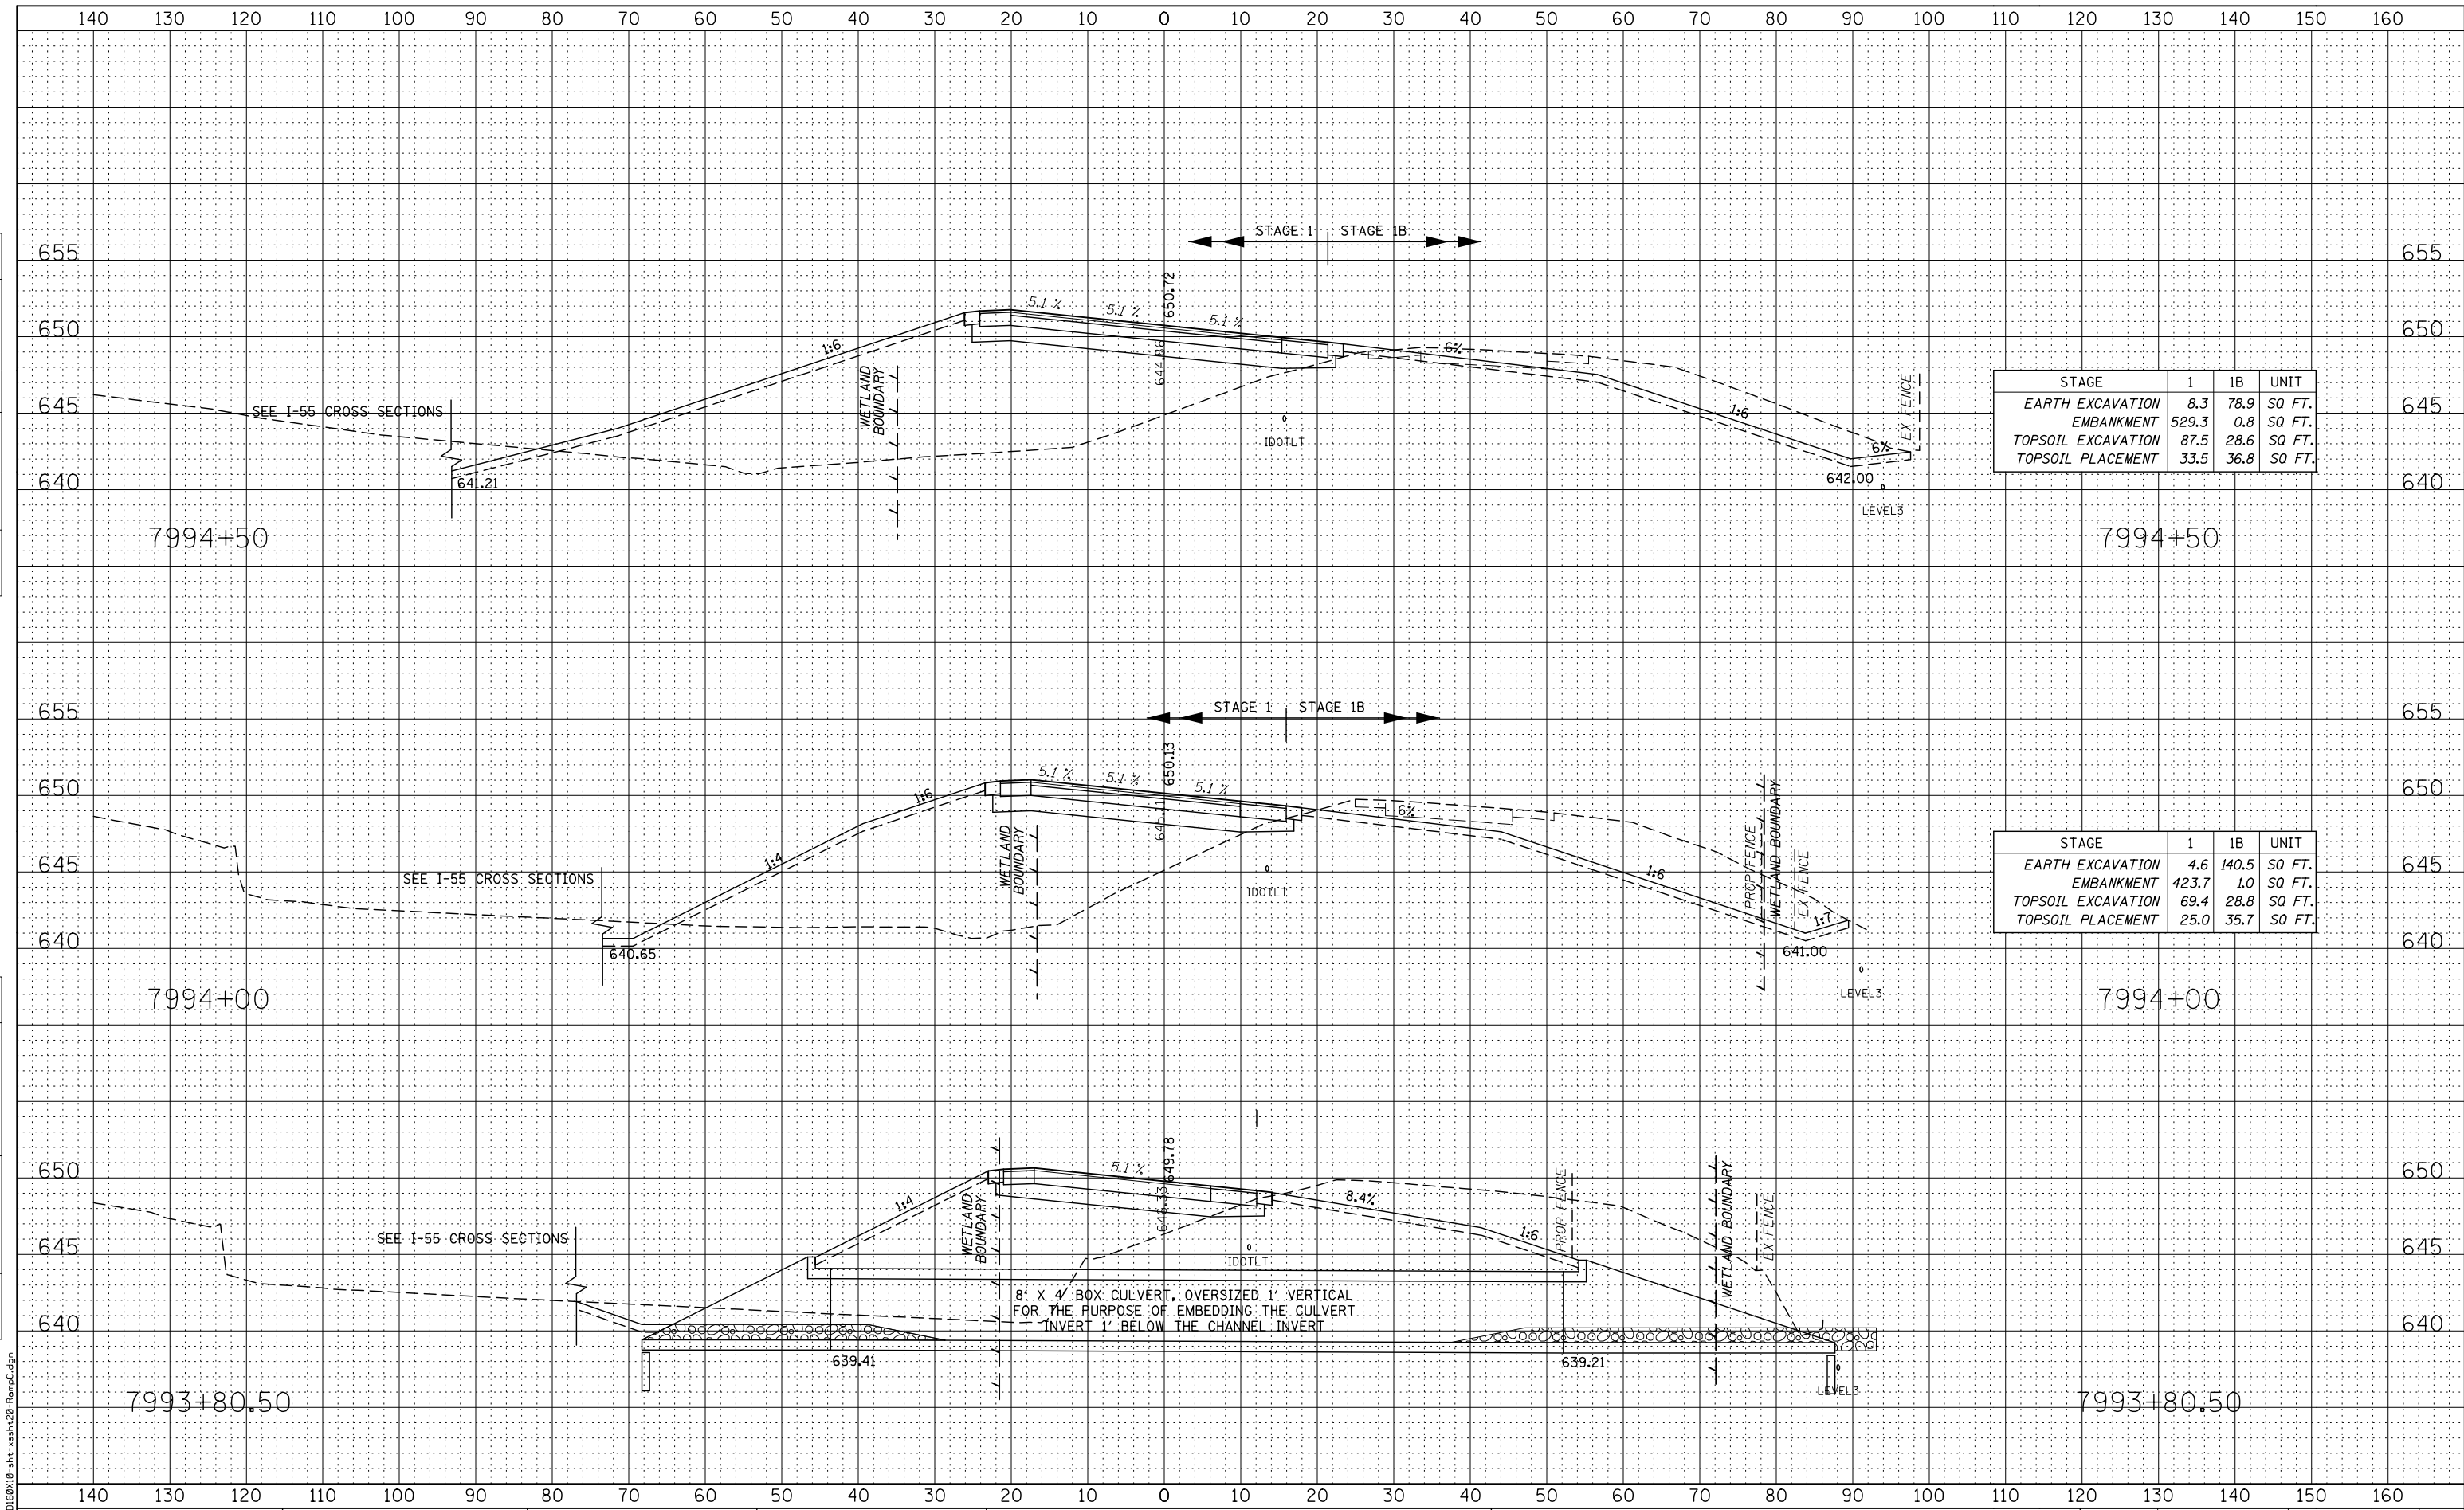 140 130 120 110 100 90 80 70 60 50 40 30 20 10 0 10 20 30 40 50 60 70 80 90 100 110 120 130 140 150 160
STAGE 1 STAGE 1B
655 655
650.72
5.1 % 5.1 % 5.1 %
650 650
1:6 644.86 6%
WETLAND BOUNDARY
EX FENCE
STAGE 1 1B UNIT
EARTH EXCAVATION 8.3 78.9 SQ FT.
EMBANKMENT 529.3 0.8 SQ FT.
TOPSOIL EXCAVATION 87.5 28.6 SQ FT.
TOPSOIL PLACEMENT 33.5 36.8 SQ FT.
645 SEE I-55 CROSS SECTIONS 1:6 645
IDOTLT
6%
640 641.21 642.00 640
LEVEL3
7994+50 7994+50
STAGE 1 STAGE 1B
655 655
650.13
5.1 % 5.1 % 5.1 %
650 650
1:6 645.11 6%
WETLAND BOUNDARY
PROP FENCE
WETLAND BOUNDARY
EX FENCE
STAGE 1 1B UNIT
EARTH EXCAVATION 4.6 140.5 SQ FT.
EMBANKMENT 423.7 1.0 SQ FT.
TOPSOIL EXCAVATION 69.4 28.8 SQ FT.
TOPSOIL PLACEMENT 25.0 35.7 SQ FT.
645 1:4 1:6 645
SEE I-55 CROSS SECTIONS
IDOTLT
1:7
640 640.65 641.00 640
LEVEL3
7994+00 7994+00
649.78
5.1 %
650 650
1:4 646.33 8.4%
WETLAND BOUNDARY
PROP FENCE
WETLAND BOUNDARY
EX FENCE
SEE I-55 CROSS SECTIONS 1:6
645 645
IDOTLT
8' X 4' BOX CULVERT, OVERSIZED 1' VERTICAL
FOR THE PURPOSE OF EMBEDDING THE CULVERT
INVERT 1' BELOW THE CHANNEL INVERT
640 640
639.41 639.21
LEVEL3
7993+80.50 7993+80.50
D160X10-sht-xssht20-RampC.dgn
140 130 120 110 100 90 80 70 60 50 40 30 20 10 0 10 20 30 40 50 60 70 80 90 100 110 120 130 140 150 160